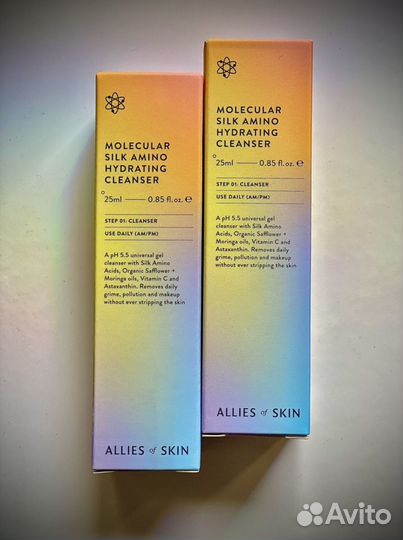 MOLECULAR
SILK AMINO
HYDRATING
CLEANSER
25ml 0.85 fl. oz. ℮
STEP 01: CLEANSER
USE DAILY (AM/PM)
A pH 5.5 universal gel
cleanser with Silk Amino
Acids, Organic Safflower +
Moringa oils, Vitamin C and
Astaxanthin. Removes daily
grime, pollution and makeup
without ever stripping the skin
ALLIES of SKIN
MOLECULAR
SILK AMINO
HYDRATING
CLEANSER
25ml 0.85 fl. oz. ℮
STEP 01: CLEANSER
USE DAILY (AM/PM)
A pH 5.5 universal gel
cleanser with Silk Amino
Acids, Organic Safflower +
Moringa oils, Vitamin C and
Astaxanthin. Removes daily
grime, pollution and makeup
without ever stripping the skin
ALLIES of SKIN
Avito